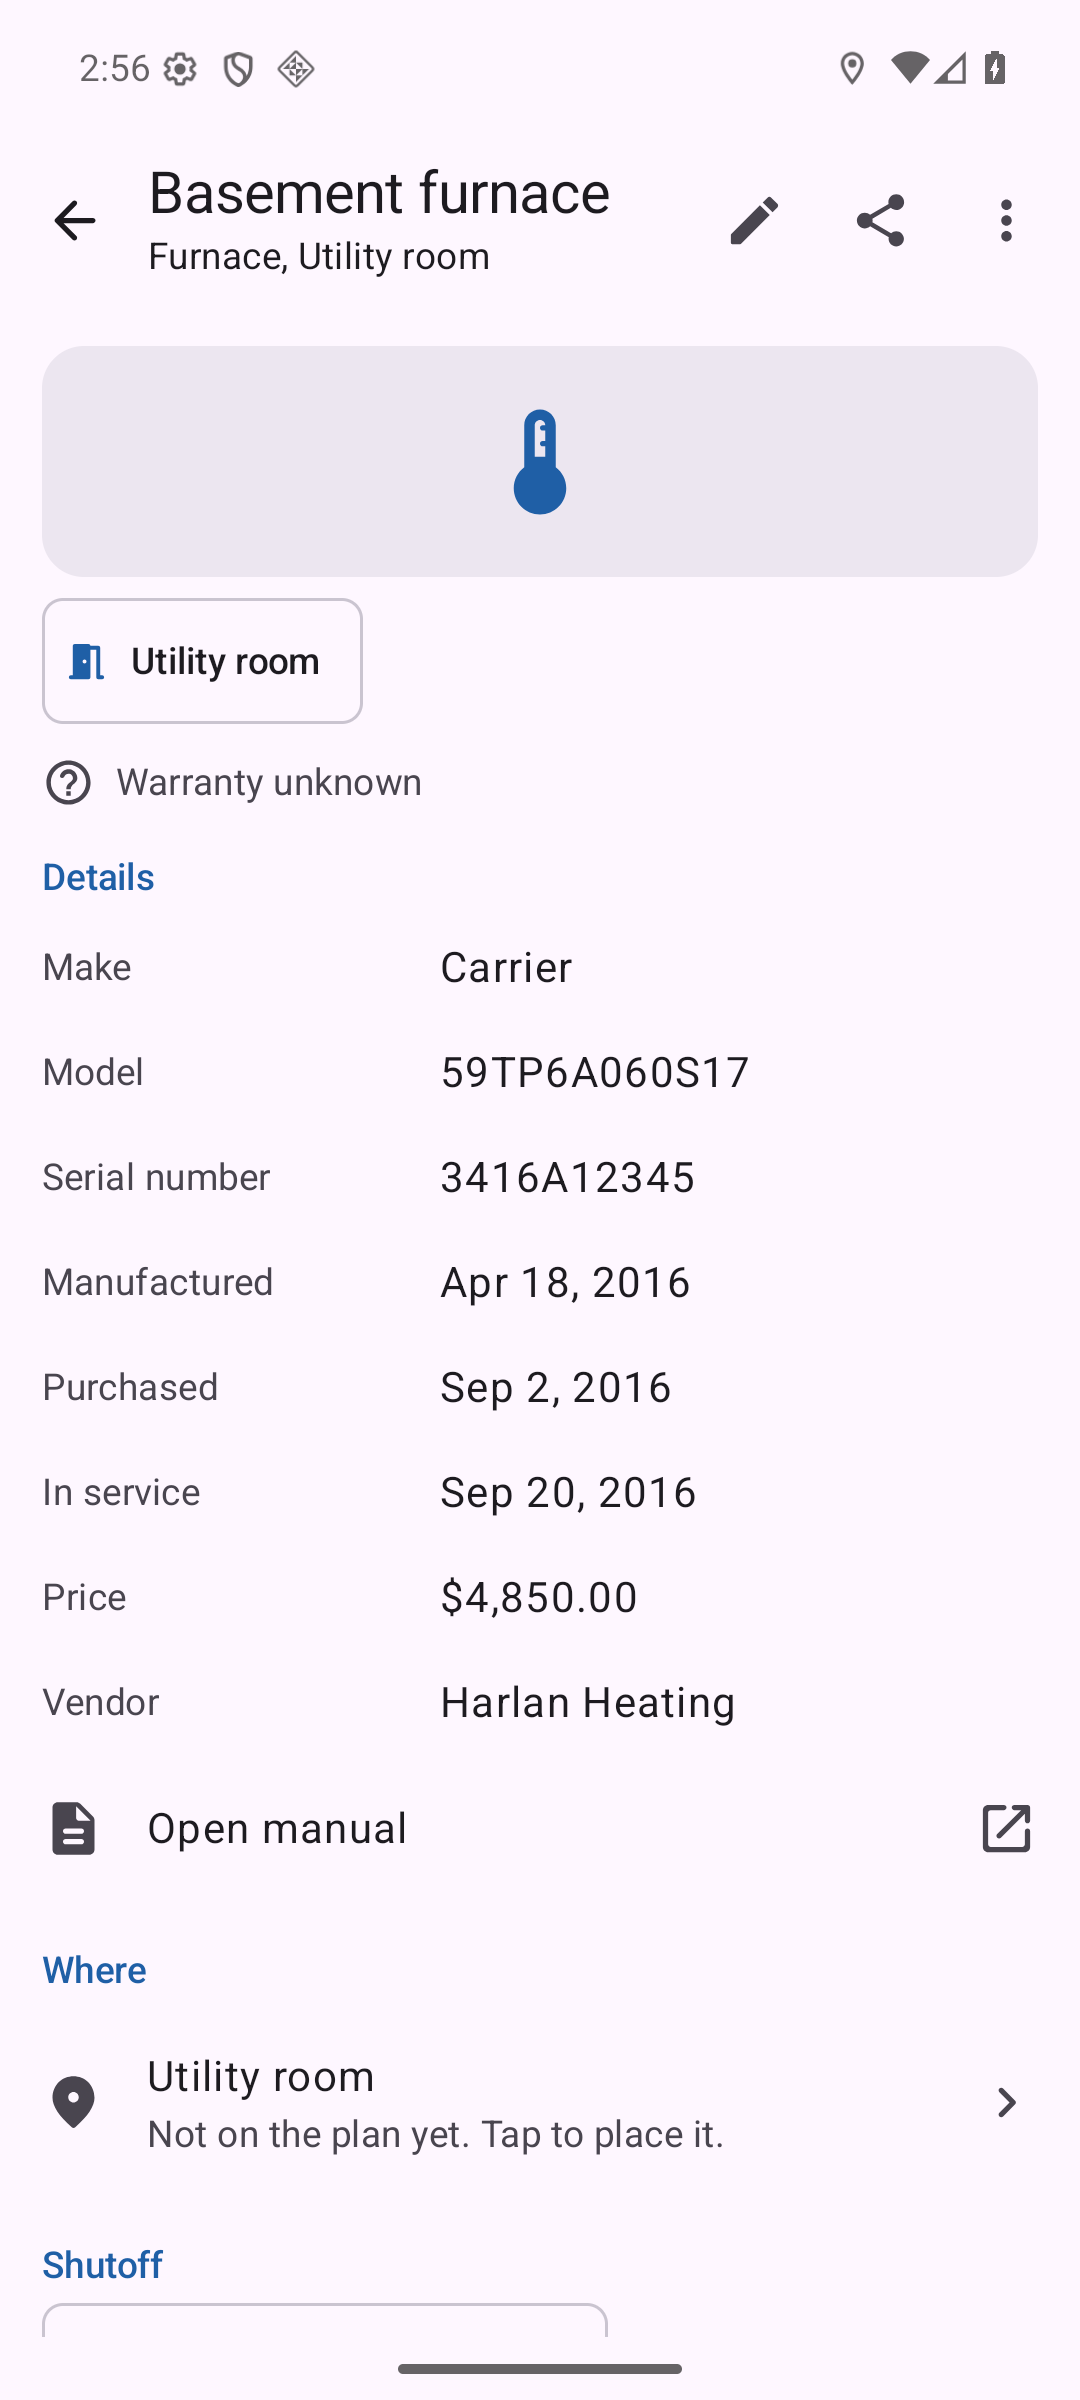 2:56
Basement furnace
Furnace, Utility room
Utility room
Warranty unknown
Details
Make Carrier
Model 59TP6A060S17
Serial number 3416A12345
Manufactured Apr 18, 2016
Purchased Sep 2, 2016
In service Sep 20, 2016
Price $4,850.00
Vendor Harlan Heating
Open manual
Where
Utility room
Not on the plan yet. Tap to place it.
Shutoff